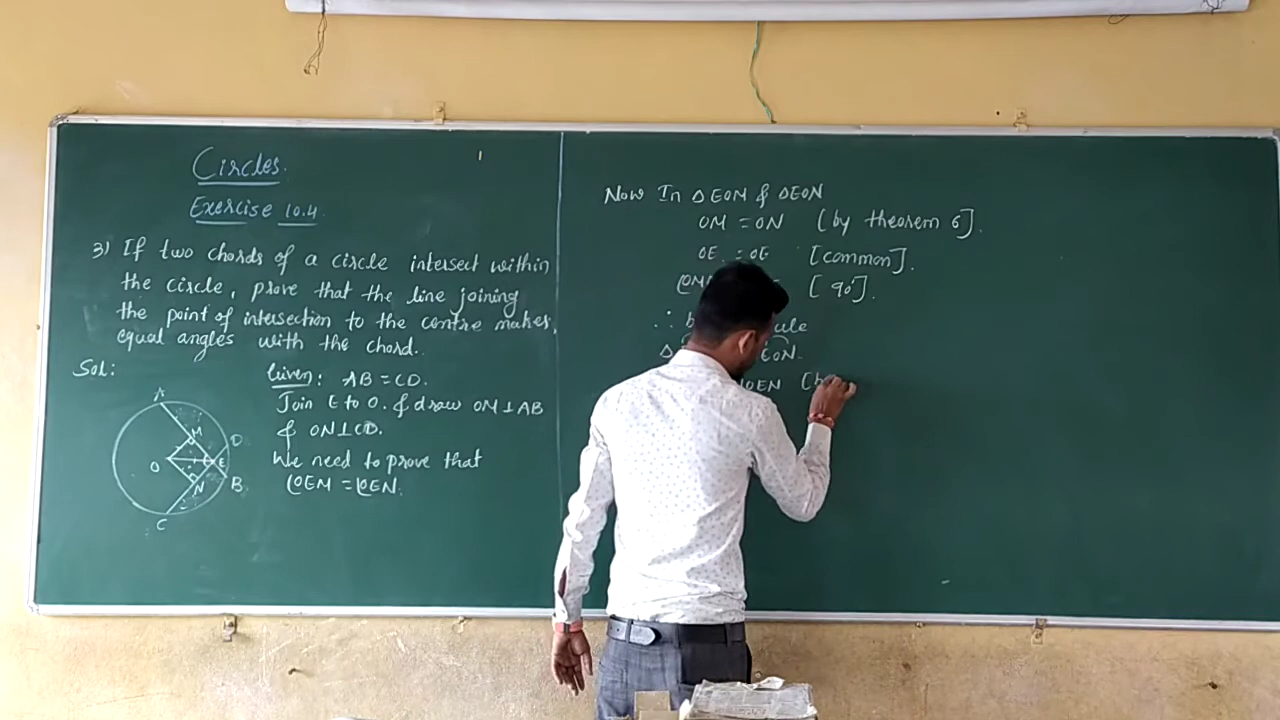 Circles.
Exercise 10.4
3) If two chords of a circle intersect within
the circle, prove that the line joining
the point of intersection to the centre makes
equal angles with the chord.
Sol:
Given: AB = CD.
Join E to O. & draw OM ⊥ AB
& ON ⊥ CD.
We need to prove that
∠OEM = ∠OEN.
A
M
D
O
E
B
N
C
Now In △EOM & △EON
OM = ON [by theorem 6].
OE = OE [common].
∠OM [90°].
∴ b ule
△ EON.
∠OEN [b